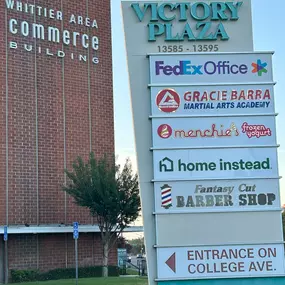 WHITTIER AREA
commerce
BUILDING
VICTORY
PLAZA
13585 - 13595
FedEx Office
GRACIE BARRA
MARTIAL ARTS ACADEMY
menchie's frozen yogurt
home instead
Fantasy Cut
BARBER SHOP
ENTRANCE ON
COLLEGE AVE.